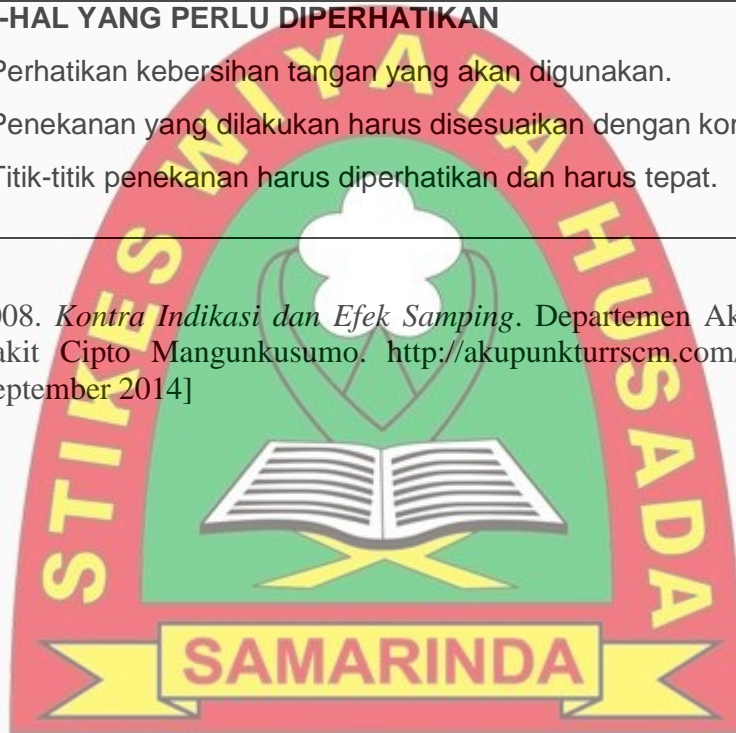 -HAL YANG PERLU DIPERHATIKAN
Perhatikan kebersihan tangan yang akan digunakan.
Penekanan yang dilakukan harus disesuaikan dengan kon
Titik-titik penekanan harus diperhatikan dan harus tepat.
008. Kontra Indikasi dan Efek Samping. Departemen Ak
akit Cipto Mangunkusumo. http://akupunkturrscm.com/
eptember 2014]
STIKES WIYATA HUSADA
SAMARINDA